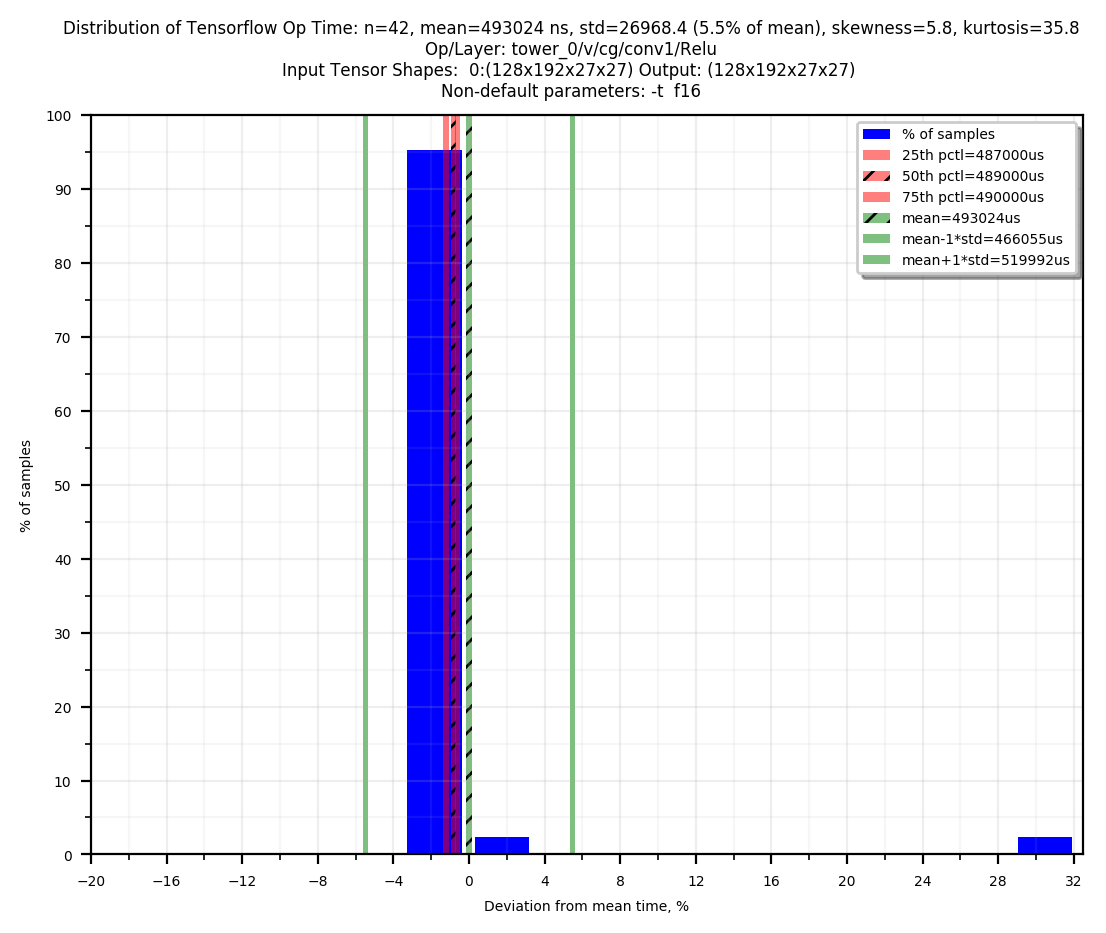 Distribution of Tensorflow Op Time: n=42, mean=493024 ns, std=26968.4 (5.5% of mean), skewness=5.8, kurtosis=35.8
Op/Layer: tower_0/v/cg/conv1/Relu
Input Tensor Shapes:  0:(128x192x27x27) Output: (128x192x27x27)
Non-default parameters: -t  f16
% of samples
25th pctl=487000us
50th pctl=489000us
75th pctl=490000us
mean=493024us
mean-1*std=466055us
mean+1*std=519992us
100
90
80
70
60
50
40
30
20
10
0
% of samples
−20 −16 −12 −8 −4 0 4 8 12 16 20 24 28 32
Deviation from mean time, %